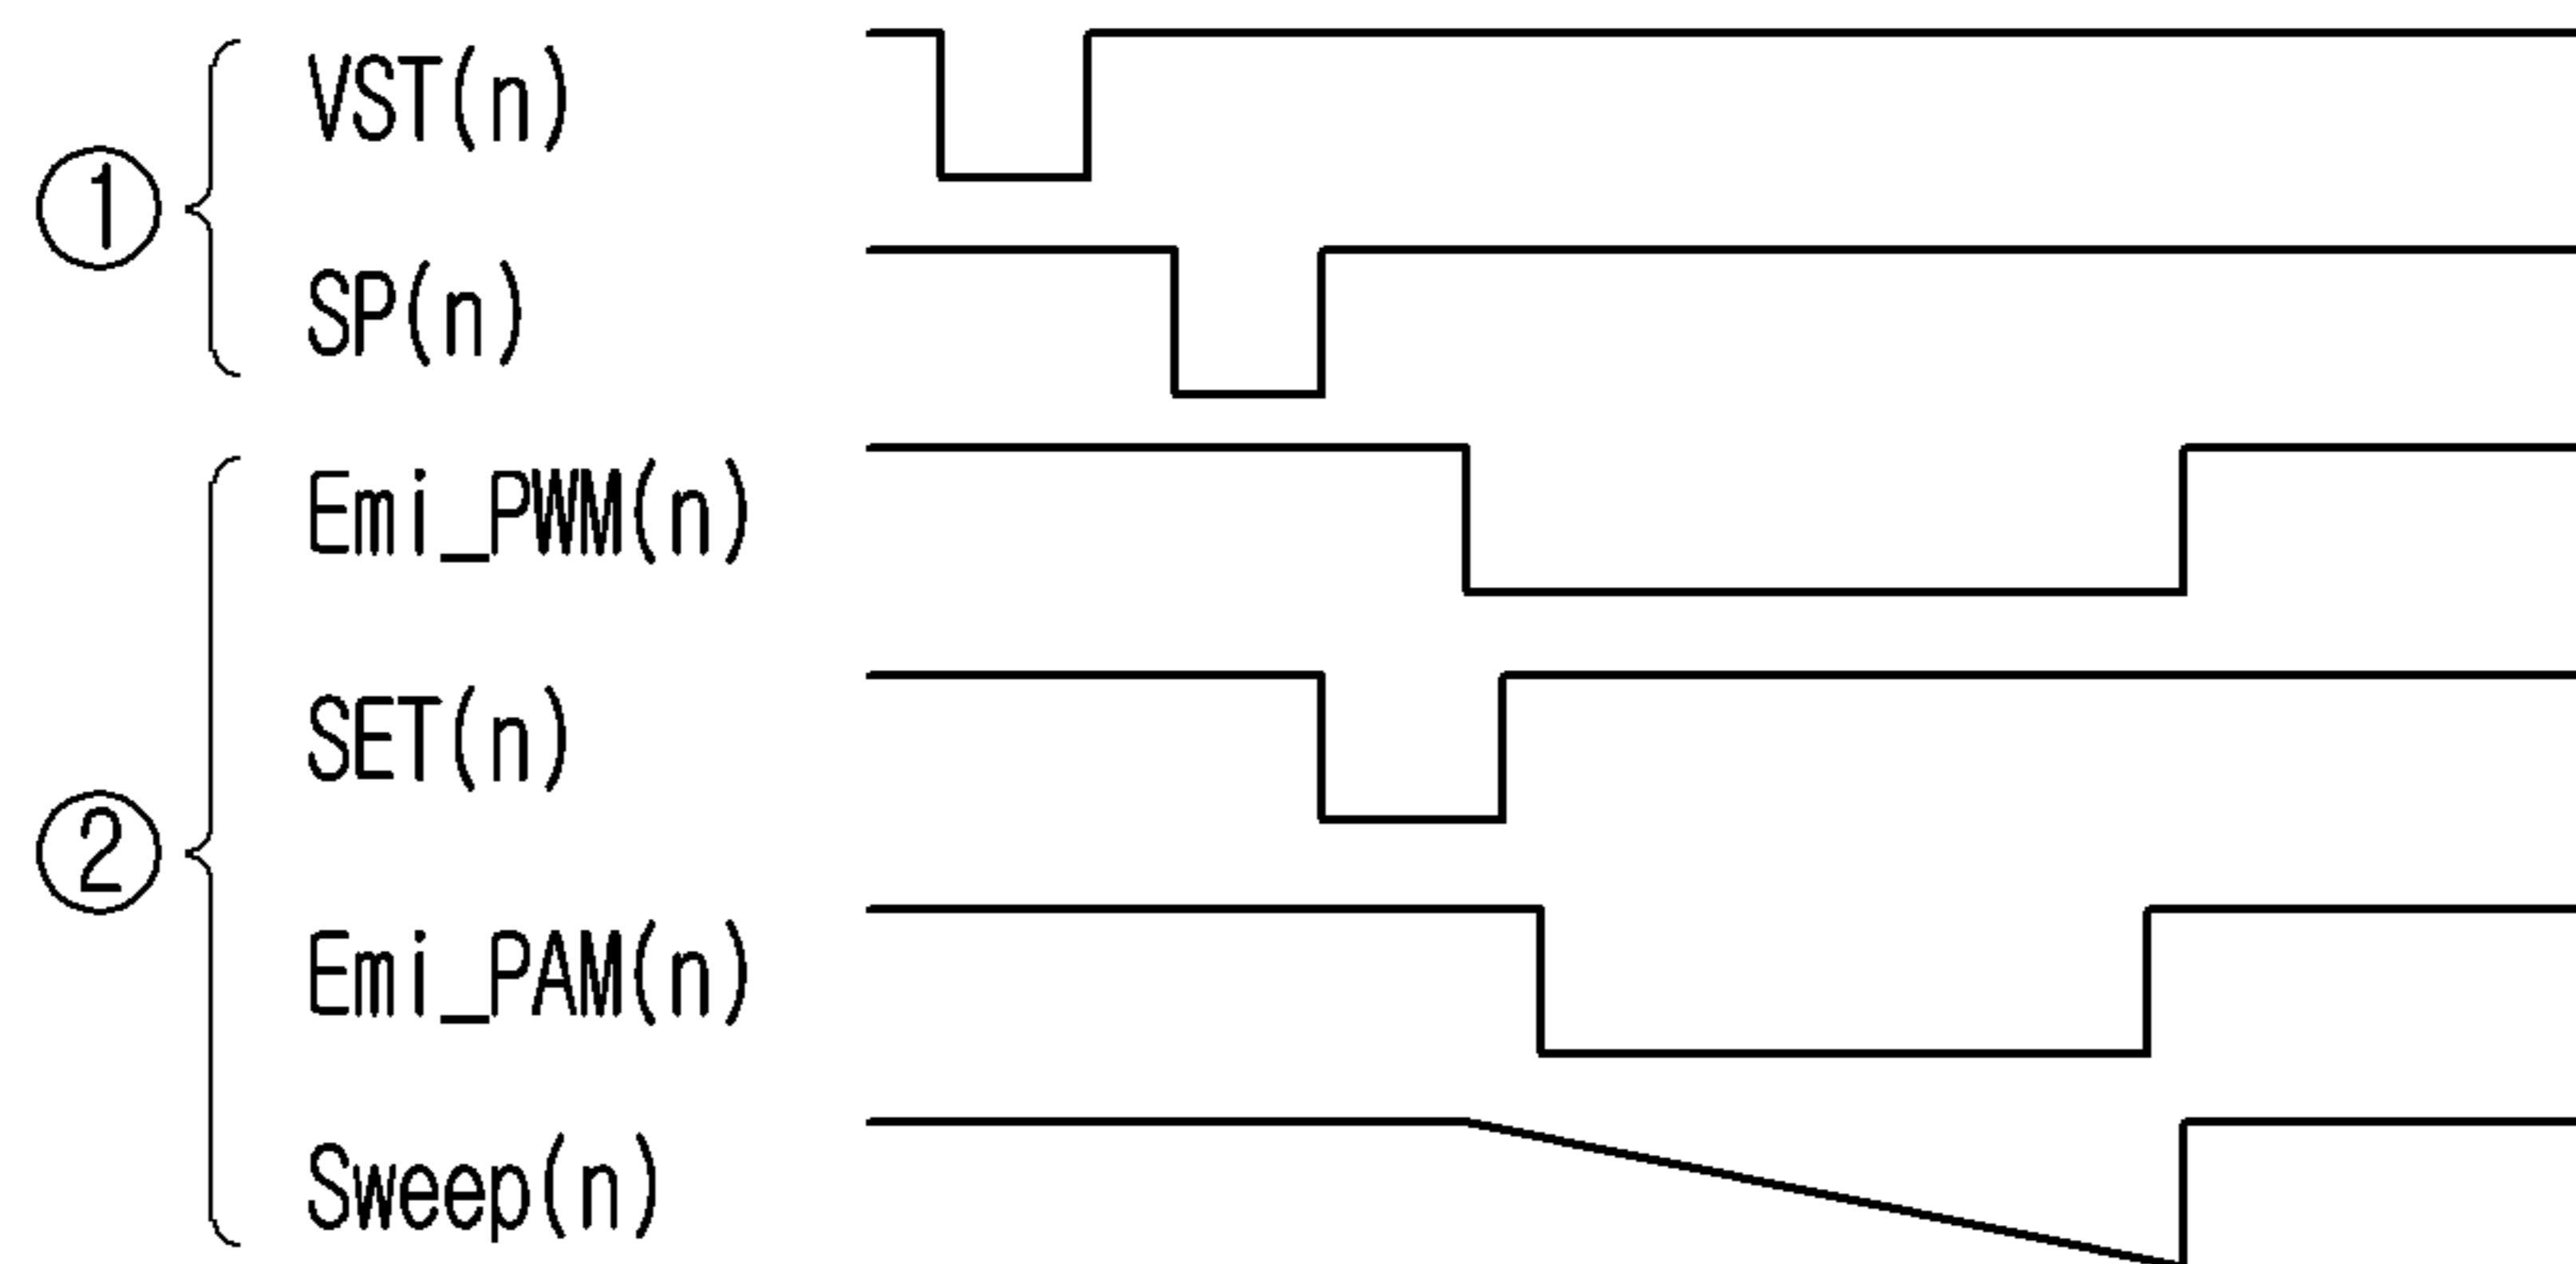 ①
VST(n)
SP(n)
②
Emi_PWM(n)
SET(n)
Emi_PAM(n)
Sweep(n)